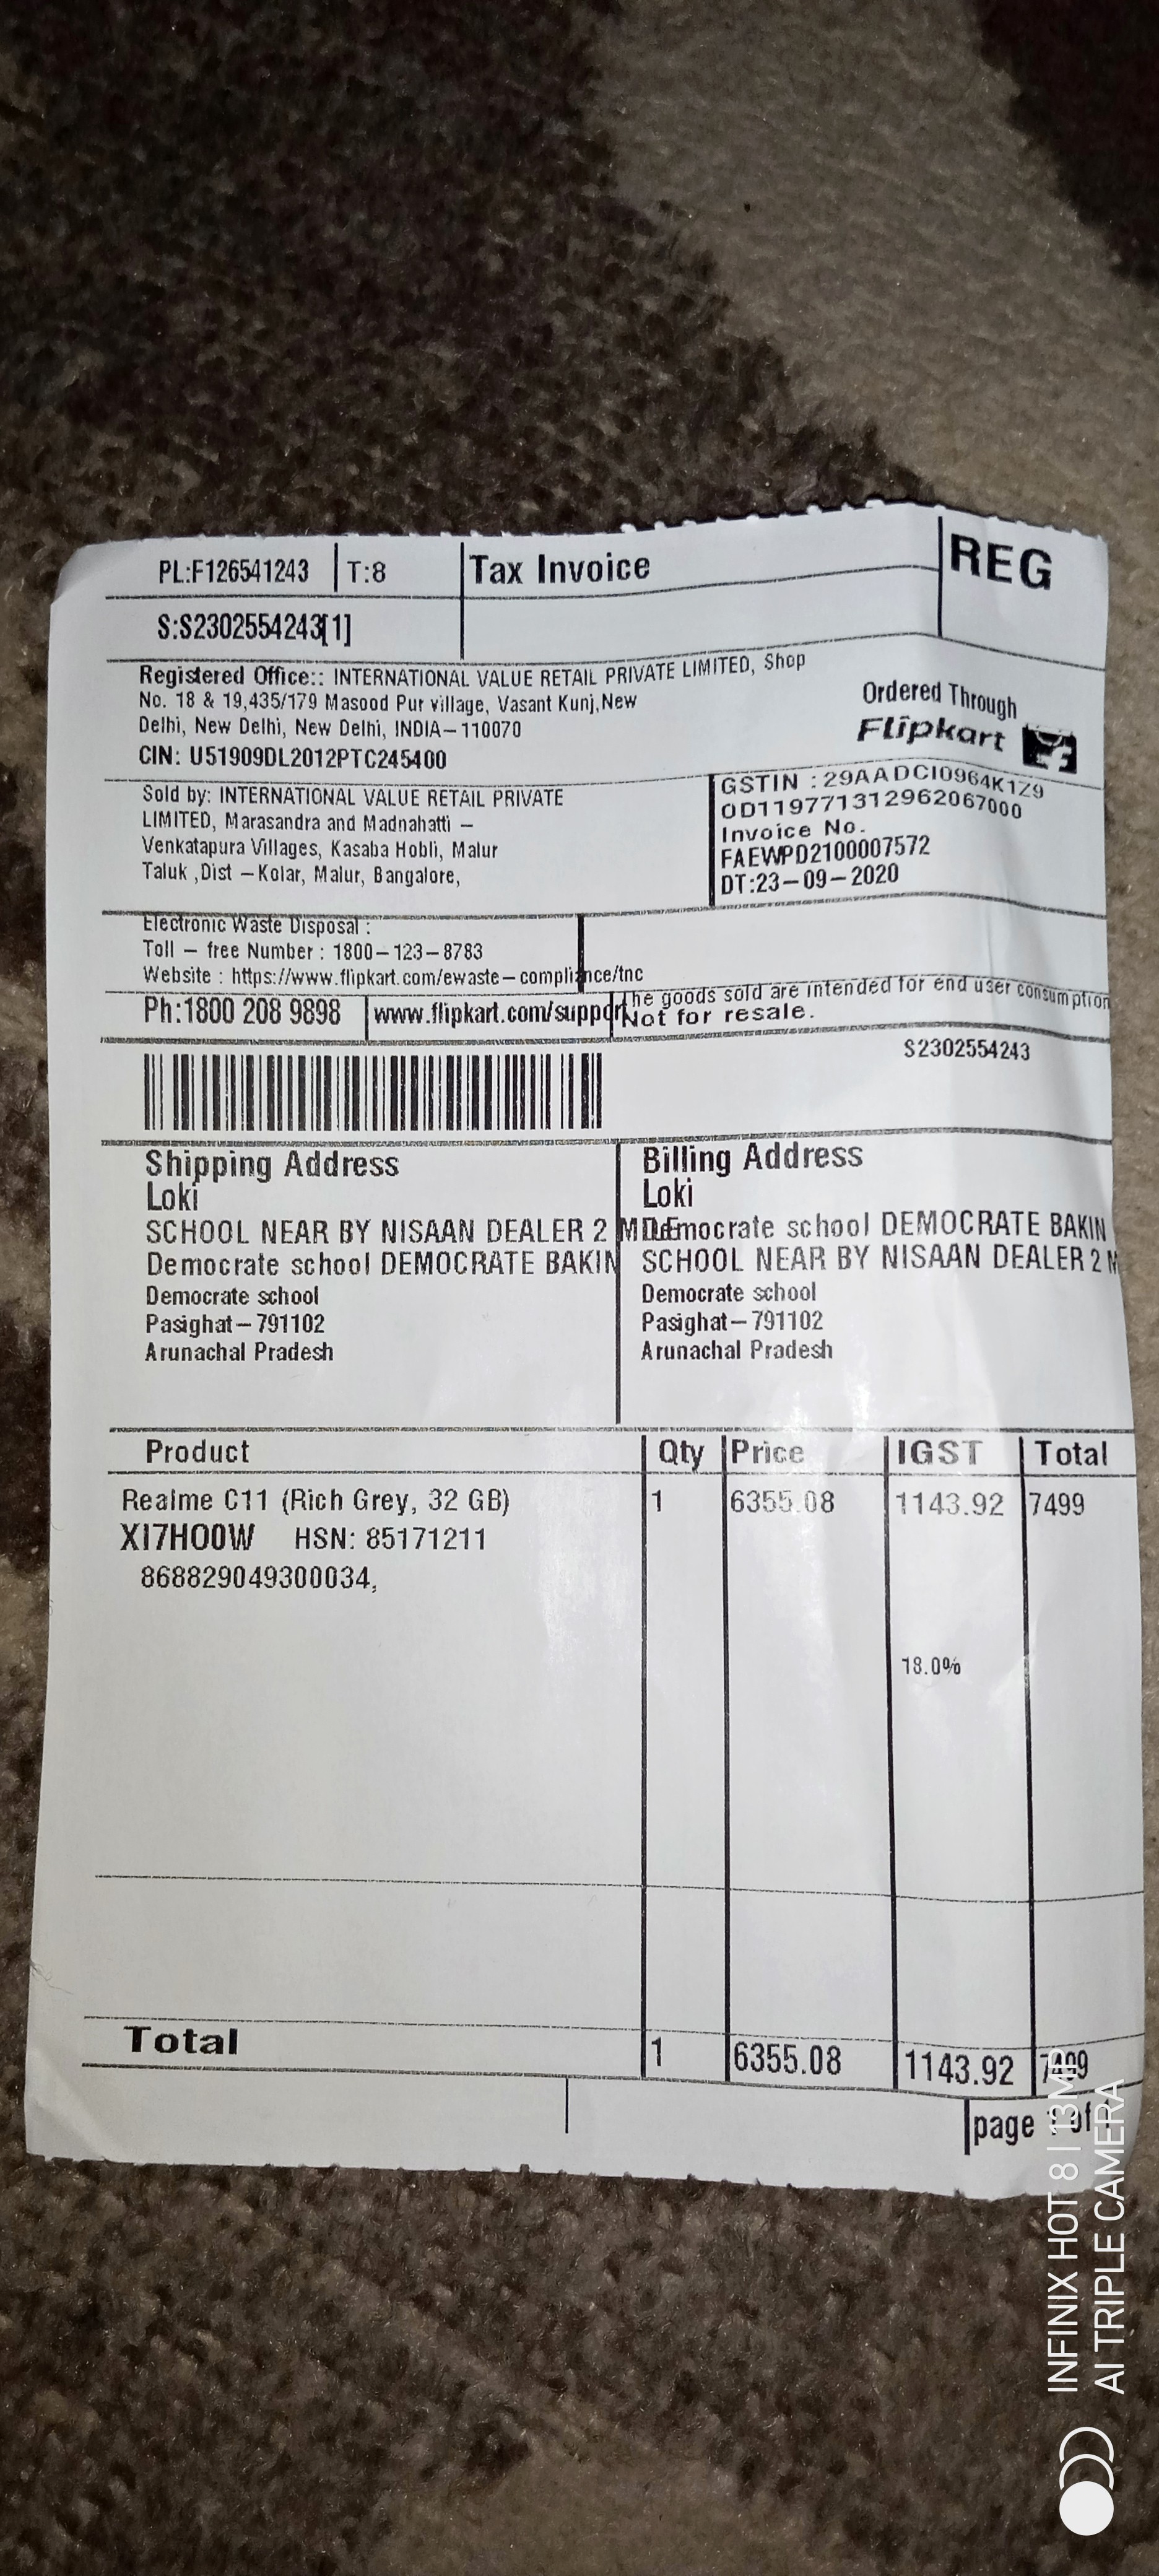 PL:F126541243 T:8 Tax Invoice REG
S:S2302554243[1]
Registered Office:: INTERNATIONAL VALUE RETAIL PRIVATE LIMITED, Shop
No. 18 & 19,435/179 Masood Pur village, Vasant Kunj,New
Delhi, New Delhi, New Delhi, INDIA-110070
CIN: U51909DL2012PTC245400
Ordered Through
Flipkart
Sold by: INTERNATIONAL VALUE RETAIL PRIVATE
LIMITED, Marasandra and Madnahatti -
Venkatapura Villages, Kasaba Hobli, Malur
Taluk ,Dist -Kolar, Malur, Bangalore,
GSTIN :29AADCI0964K1Z9
OD119771312962067000
Invoice No.
FAEWPD2100007572
DT:23-09-2020
Electronic Waste Disposal :
Toll - free Number : 1800-123-8783
Website : https://www.flipkart.com/ewaste-compliance/tnc
Ph:1800 208 9898 www.flipkart.com/support
The goods sold are intended for end user consumption
Not for resale.
S2302554243
Shipping Address
Loki
SCHOOL NEAR BY NISAAN DEALER 2 MILE
Democrate school DEMOCRATE BAKIN
Democrate school
Pasighat-791102
Arunachal Pradesh
Billing Address
Loki
Democrate school DEMOCRATE BAKIN
SCHOOL NEAR BY NISAAN DEALER 2 M
Democrate school
Pasighat-791102
Arunachal Pradesh
Product Qty Price IGST Total
Realme C11 (Rich Grey, 32 GB) 1 6355.08 1143.92 7499
XI7HO0W HSN: 85171211
868829049300034,
18.0%
Total 1 6355.08 1143.92 7499
page 1 of
INFINIX HOT 8 | 13MP
AI TRIPLE CAMERA